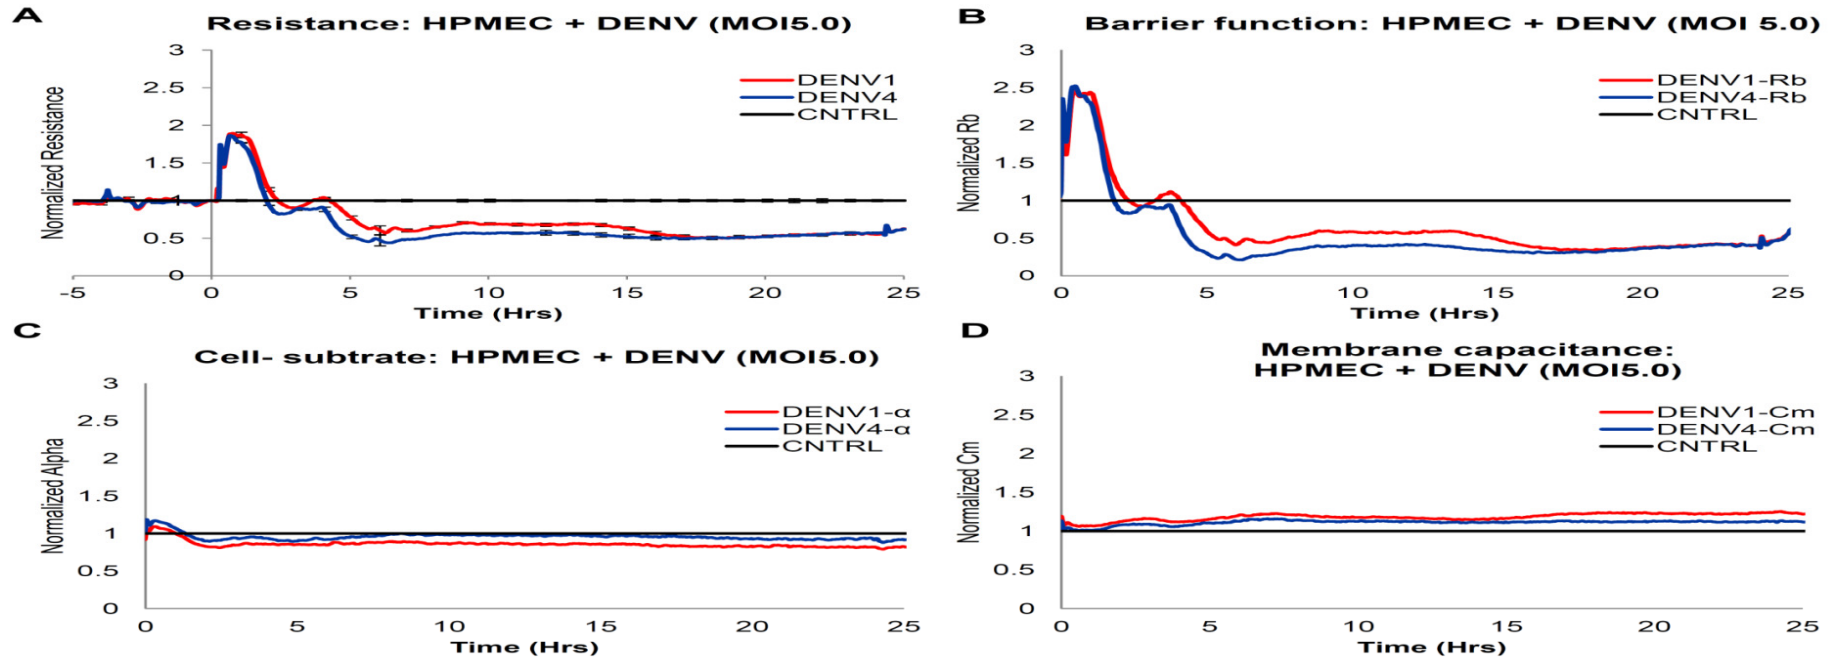 A
Resistance: HPMEC + DENV (MOI5.0)
3
2.5
2
1.5
1
0.5
0
Normalized Resistance
DENV1
DENV4
CNTRL
-5
0
5
10
15
20
25
Time (Hrs)
B
Barrier function: HPMEC + DENV (MOI 5.0)
3
2.5
2
1.5
1
0.5
0
Normalized Rb
DENV1-Rb
DENV4-Rb
CNTRL
0
5
10
15
20
25
Time (Hrs)
C
Cell- subtrate: HPMEC + DENV (MOI5.0)
3
2.5
2
1.5
1
0.5
0
Normalized Alpha
DENV1-α
DENV4-α
CNTRL
0
5
10
15
20
25
Time (Hrs)
D
Membrane capacitance:
HPMEC + DENV (MOI5.0)
3
2.5
2
1.5
1
0.5
0
Normalized Cm
DENV1-Cm
DENV4-Cm
CNTRL
0
5
10
15
20
25
Time (Hrs)